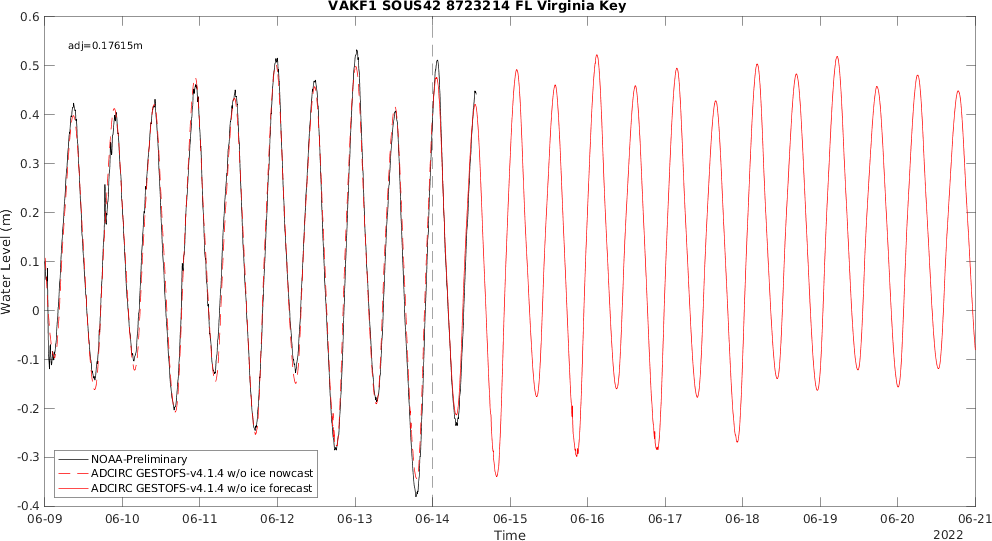 VAKF1 SOUS42 8723214 FL Virginia Key
adj=0.17615m
0.6
0.5
0.4
0.3
0.2
0.1
0
-0.1
-0.2
-0.3
-0.4
Water Level (m)
NOAA-Preliminary
ADCIRC GESTOFS-v4.1.4 w/o ice nowcast
ADCIRC GESTOFS-v4.1.4 w/o ice forecast
06-09 06-10 06-11 06-12 06-13 06-14 06-15 06-16 06-17 06-18 06-19 06-20 06-21
Time
2022